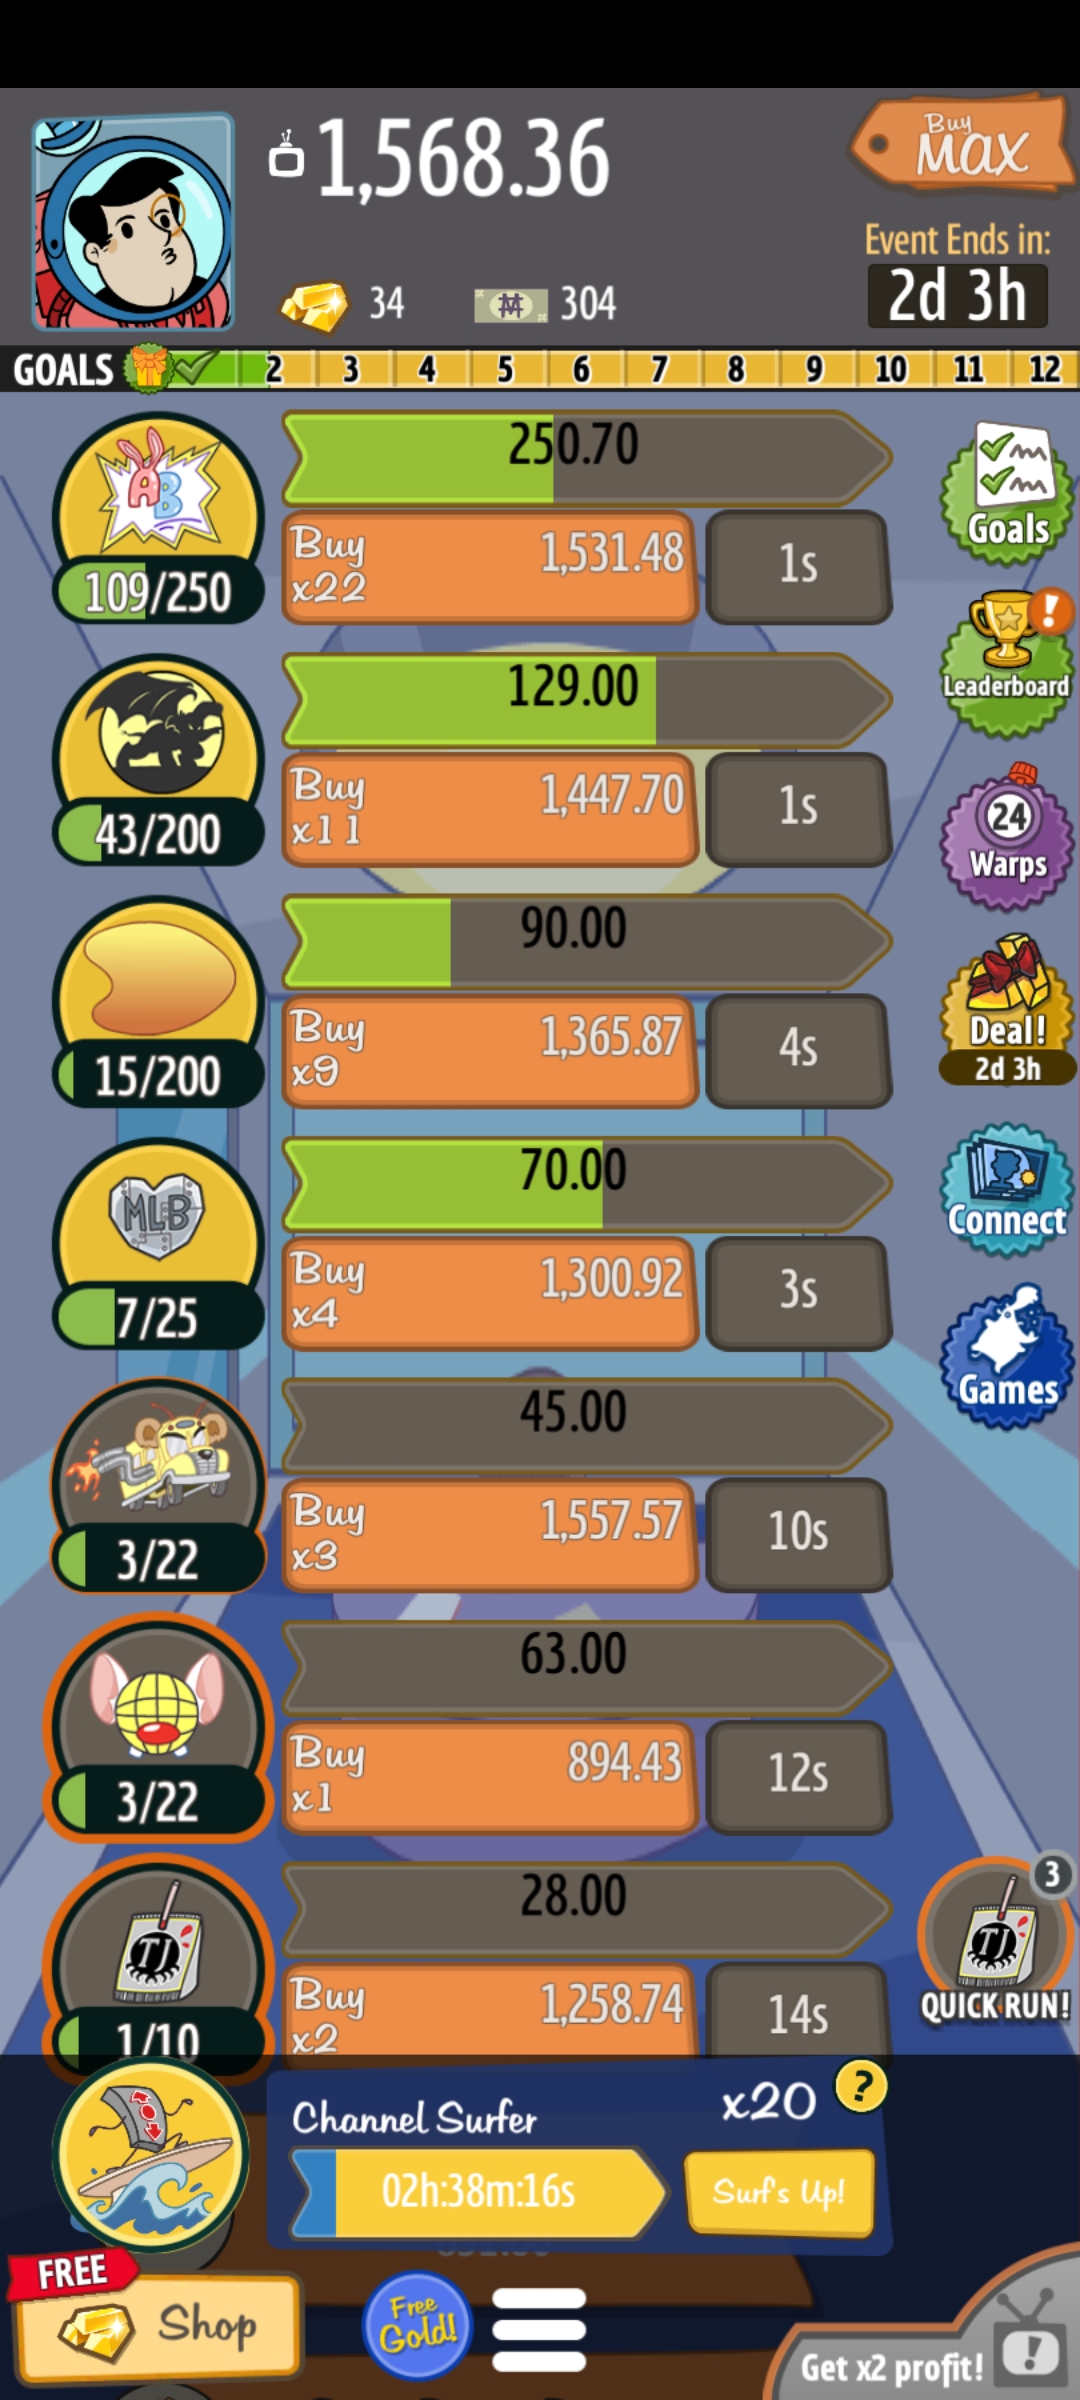 1,568.36
Buy
MAX
Event Ends in:
2d 3h
34
304
GOALS 2 3 4 5 6 7 8 9 10 11 12
AB
109/250
250.70
Buy
x22
1,531.48
1s
Goals
43/200
129.00
Buy
x11
1,447.70
1s
!
Leaderboard
24
Warps
15/200
90.00
Buy
x9
1,365.87
4s
Deal!
2d 3h
MLB
7/25
70.00
Buy
x4
1,300.92
3s
Connect
Games
3/22
45.00
Buy
x3
1,557.57
10s
3/22
63.00
Buy
x1
894.43
12s
TJ
1/10
28.00
Buy
x2
1,258.74
14s
3
TJ
QUICK RUN!
Channel Surfer
x20
?
02h:38m:16s
Surf's Up!
FREE
Shop
Free
Gold!
Get x2 profit!
!